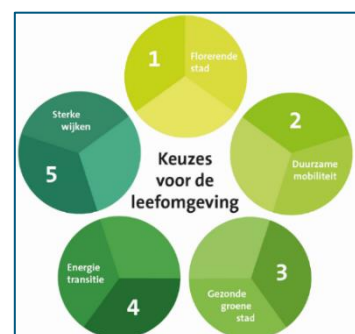 1
Florerende
stad
2
Duurzame
mobiliteit
3
Gezonde
groene
stad
4
Energie
transitie
5
Sterke
wijken
Keuzes
voor de
leefomgeving